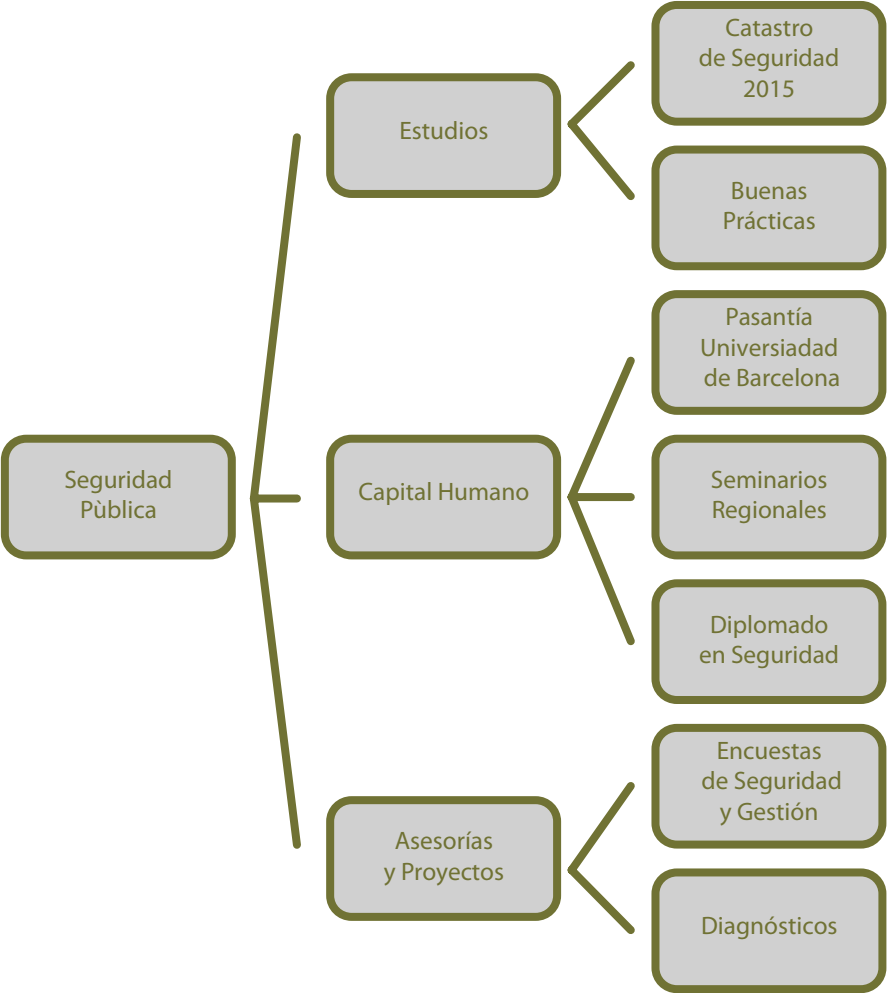 Seguridad
Pùblica
Estudios
Catastro
de Seguridad
2015
Buenas
Prácticas
Capital Humano
Pasantía
Universiadad
de Barcelona
Seminarios
Regionales
Diplomado
en Seguridad
Asesorías
y Proyectos
Encuestas
de Seguridad
y Gestión
Diagnósticos